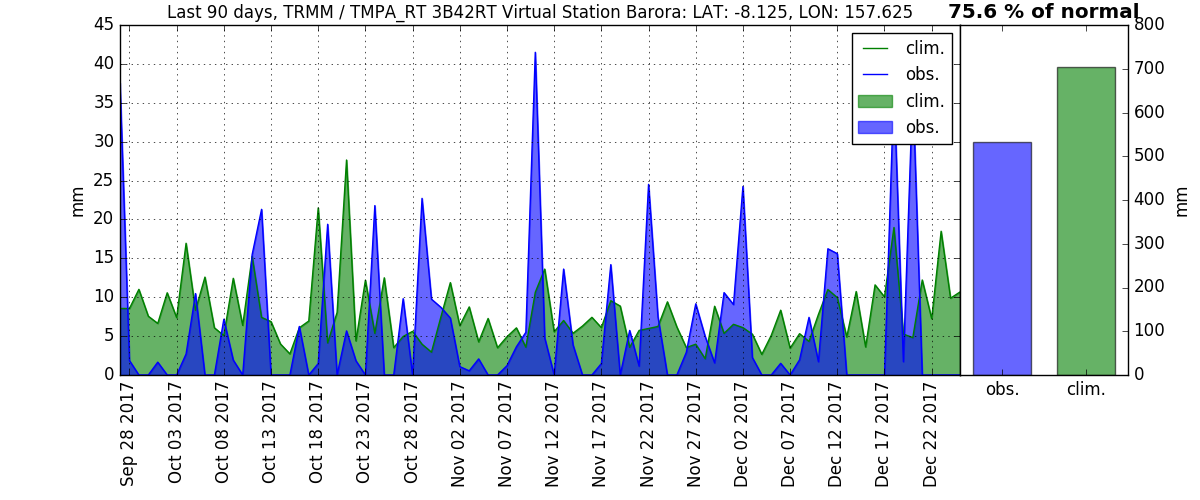 Last 90 days, TRMM / TMPA_RT 3B42RT Virtual Station Barora: LAT: -8.125, LON: 157.625
75.6 % of normal
45
40
35
30
25
20
15
10
5
0
mm
clim.
obs.
clim.
obs.
800
700
600
500
400
300
200
100
0
mm
obs.
clim.
Sep 28 2017
Oct 03 2017
Oct 08 2017
Oct 13 2017
Oct 18 2017
Oct 23 2017
Oct 28 2017
Nov 02 2017
Nov 07 2017
Nov 12 2017
Nov 17 2017
Nov 22 2017
Nov 27 2017
Dec 02 2017
Dec 07 2017
Dec 12 2017
Dec 17 2017
Dec 22 2017